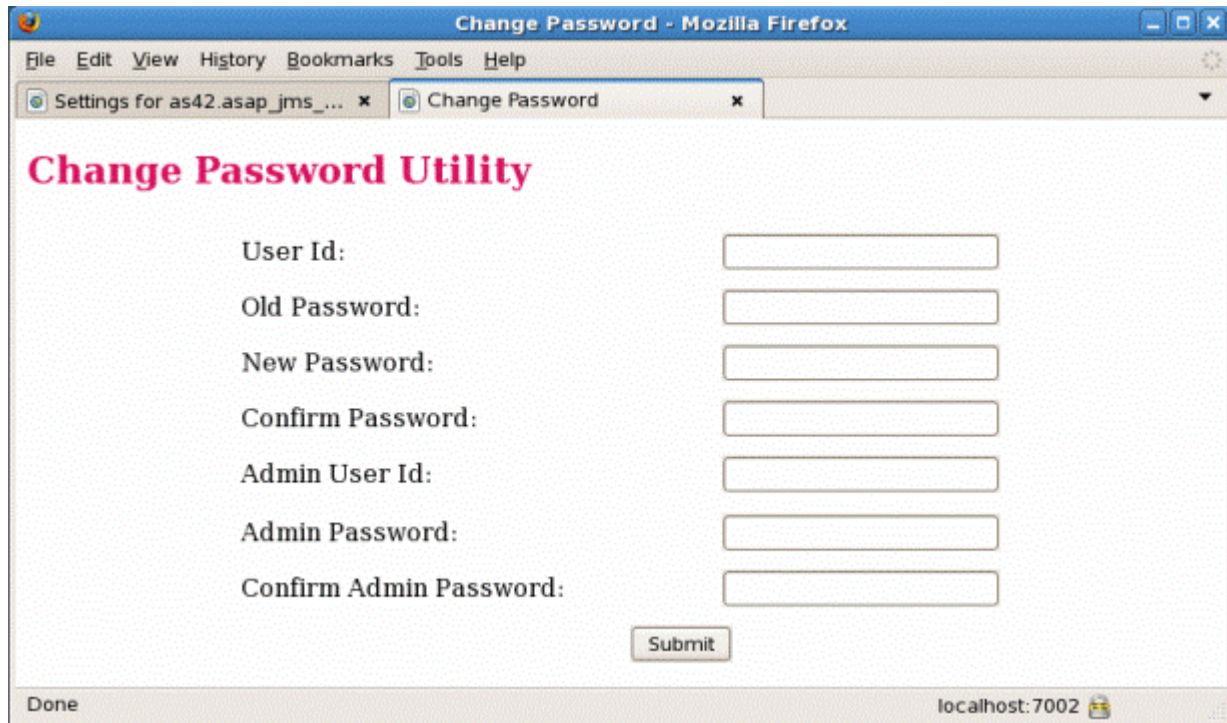 Change Password - Mozilla Firefox
File Edit View History Bookmarks Tools Help
Settings for as42.asap_jms_... Change Password
Change Password Utility
User Id:
Old Password:
New Password:
Confirm Password:
Admin User Id:
Admin Password:
Confirm Admin Password:
Submit
Done localhost:7002